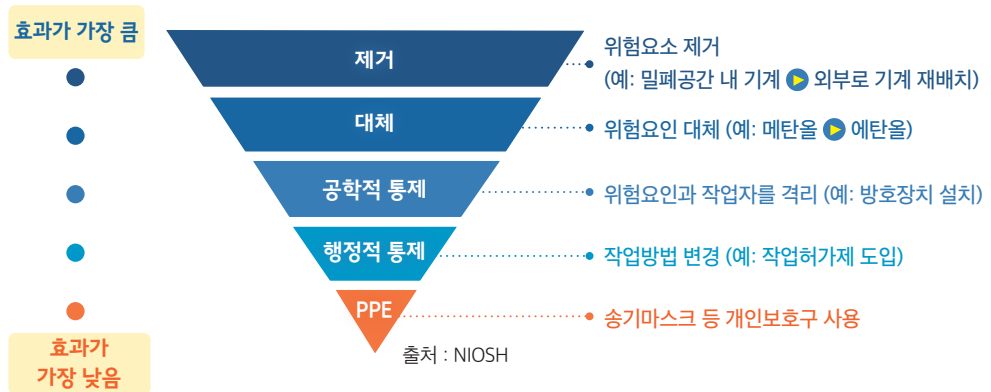 효과가 가장 큼
제거
위험요소 제거
(예: 밀폐공간 내 기계 ▶ 외부로 기계 재배치)
대체
위험요인 대체 (예: 메탄올 ▶ 에탄올)
공학적 통제
위험요인과 작업자를 격리 (예: 방호장치 설치)
행정적 통제
작업방법 변경 (예: 작업허가제 도입)
PPE
송기마스크 등 개인보호구 사용
효과가
가장 낮음
출처 : NIOSH